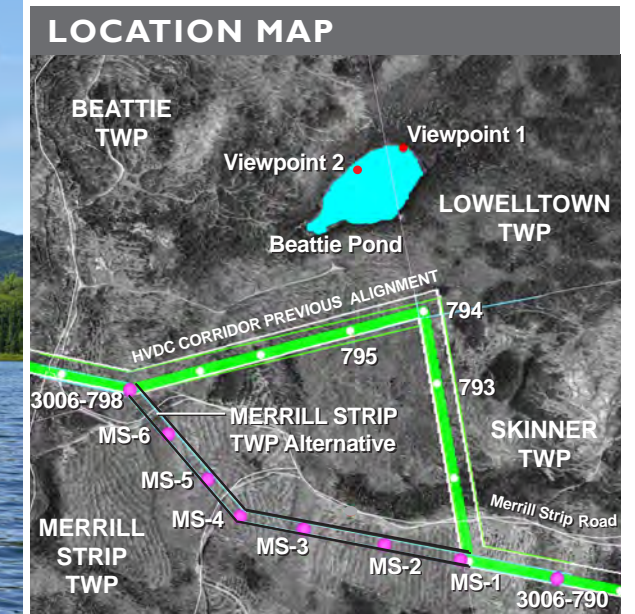 LOCATION MAP
BEATTIE
TWP
Viewpoint 1
Viewpoint 2
LOWELLTOWN
TWP
Beattie Pond
HVDC CORRIDOR PREVIOUS ALIGNMENT
794
795
793
3006-798
MERRILL STRIP
TWP Alternative
MS-6
SKINNER
TWP
MS-5
Merrill Strip Road
MS-4
MERRILL
STRIP
TWP
MS-3
MS-2
MS-1
3006-790